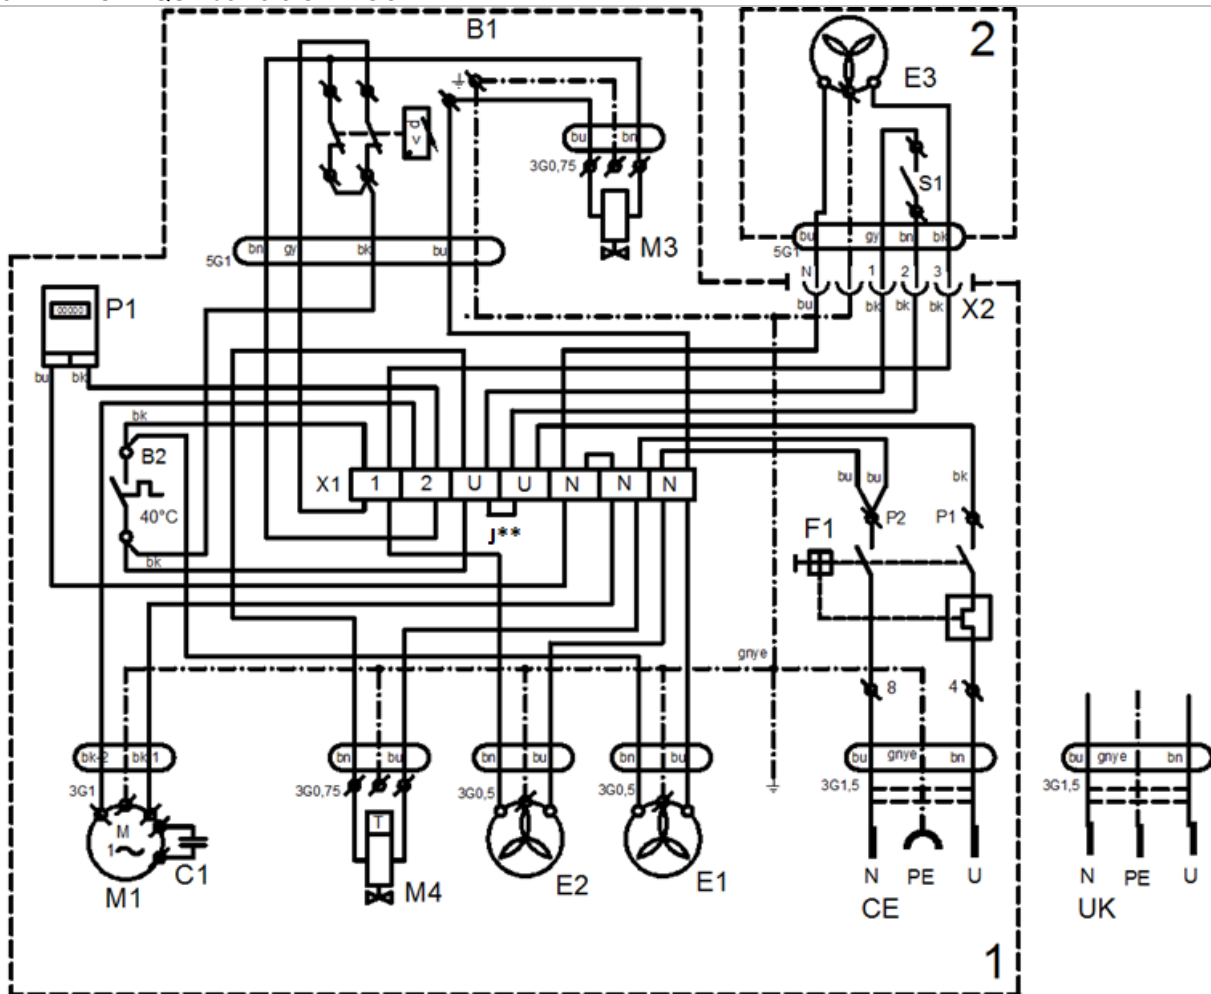 B1
2
E3
bu
bn
3G0,75
p
v
S1
M3
bn
gy
bk
bu
5G1
bu
gy
bn
bk
5G1
N
1
2
3
bu
bk
bk
bk
X2
P1
00000
bu
bk
bk
B2
40°C
bk
X1
1
2
U
U
N
N
N
J**
bu
bu
bk
P2
P1
F1
gnye
8
4
bk-2
bk-1
3G1
bn
bu
3G0,75
bn
bu
3G0,5
bn
bu
3G0,5
bu
gnye
bn
3G1,5
bu
gnye
bn
3G1,5
M
1
C1
M1
T
M4
E2
E1
N
PE
U
CE
N
PE
U
UK
1